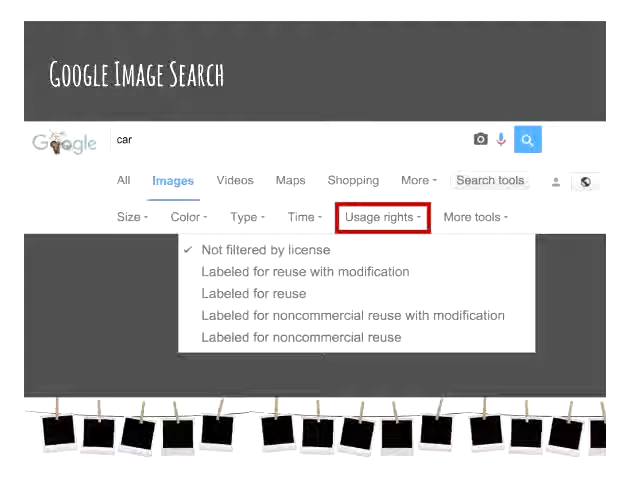 GOOGLE IMAGE SEARCH
Google
car
All Images Videos Maps Shopping More Search tools
Size Color Type Time Usage rights More tools
✓ Not filtered by license
Labeled for reuse with modification
Labeled for reuse
Labeled for noncommercial reuse with modification
Labeled for noncommercial reuse